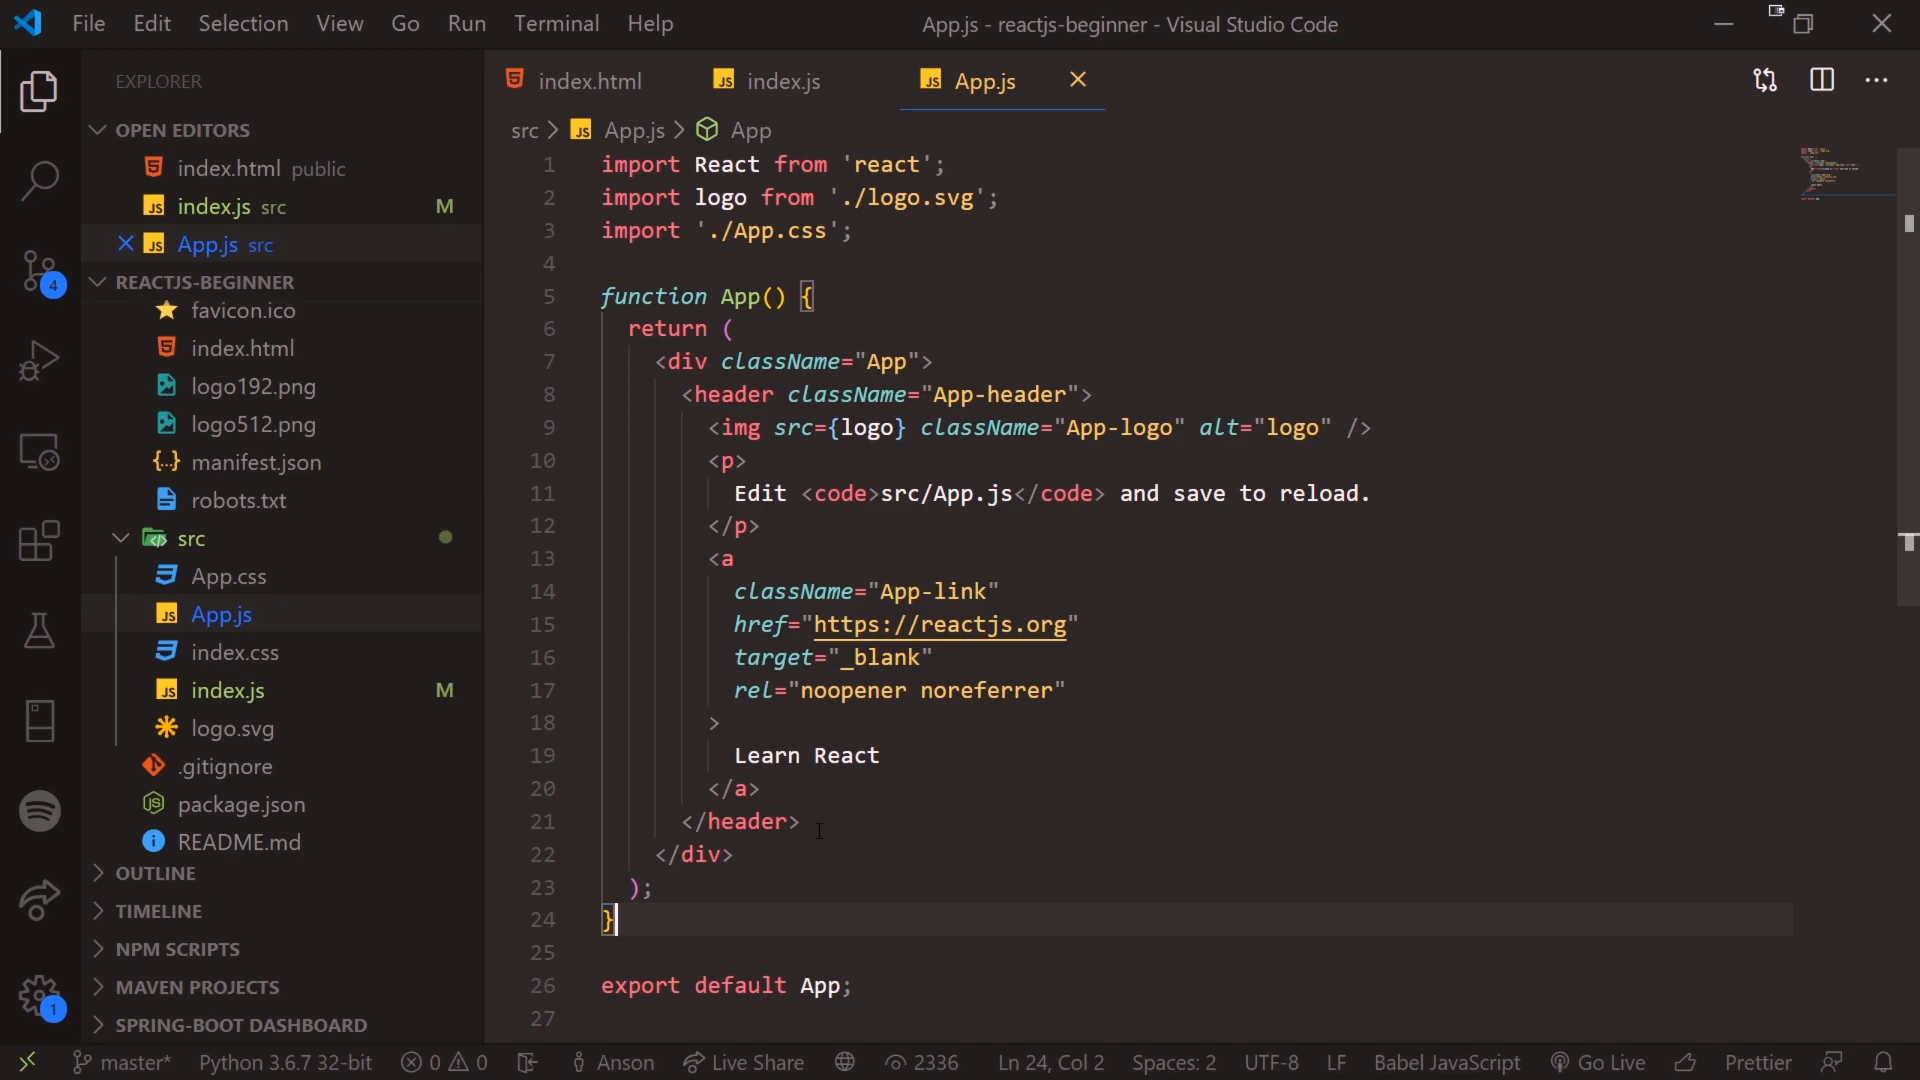 File Edit Selection View Go Run Terminal Help
App.js - reactjs-beginner - Visual Studio Code
EXPLORER
OPEN EDITORS
index.html public
index.js src M
App.js src
REACTJS-BEGINNER
favicon.ico
index.html
logo192.png
logo512.png
manifest.json
robots.txt
src
App.css
App.js
index.css
index.js M
logo.svg
.gitignore
package.json
README.md
OUTLINE
TIMELINE
NPM SCRIPTS
MAVEN PROJECTS
SPRING-BOOT DASHBOARD
4
1
index.html index.js App.js
src > App.js > App
1 import React from 'react';
2 import logo from './logo.svg';
3 import './App.css';
4
5 function App() {
6 return (
7 <div className="App">
8 <header className="App-header">
9 <img src={logo} className="App-logo" alt="logo" />
10 <p>
11 Edit <code>src/App.js</code> and save to reload.
12 </p>
13 <a
14 className="App-link"
15 href="https://reactjs.org"
16 target="_blank"
17 rel="noopener noreferrer"
18 >
19 Learn React
20 </a>
21 </header>
22 </div>
23 );
24 }
25
26 export default App;
27
master* Python 3.6.7 32-bit 0 0 Anson Live Share 2336 Ln 24, Col 2 Spaces: 2 UTF-8 LF Babel JavaScript Go Live Prettier